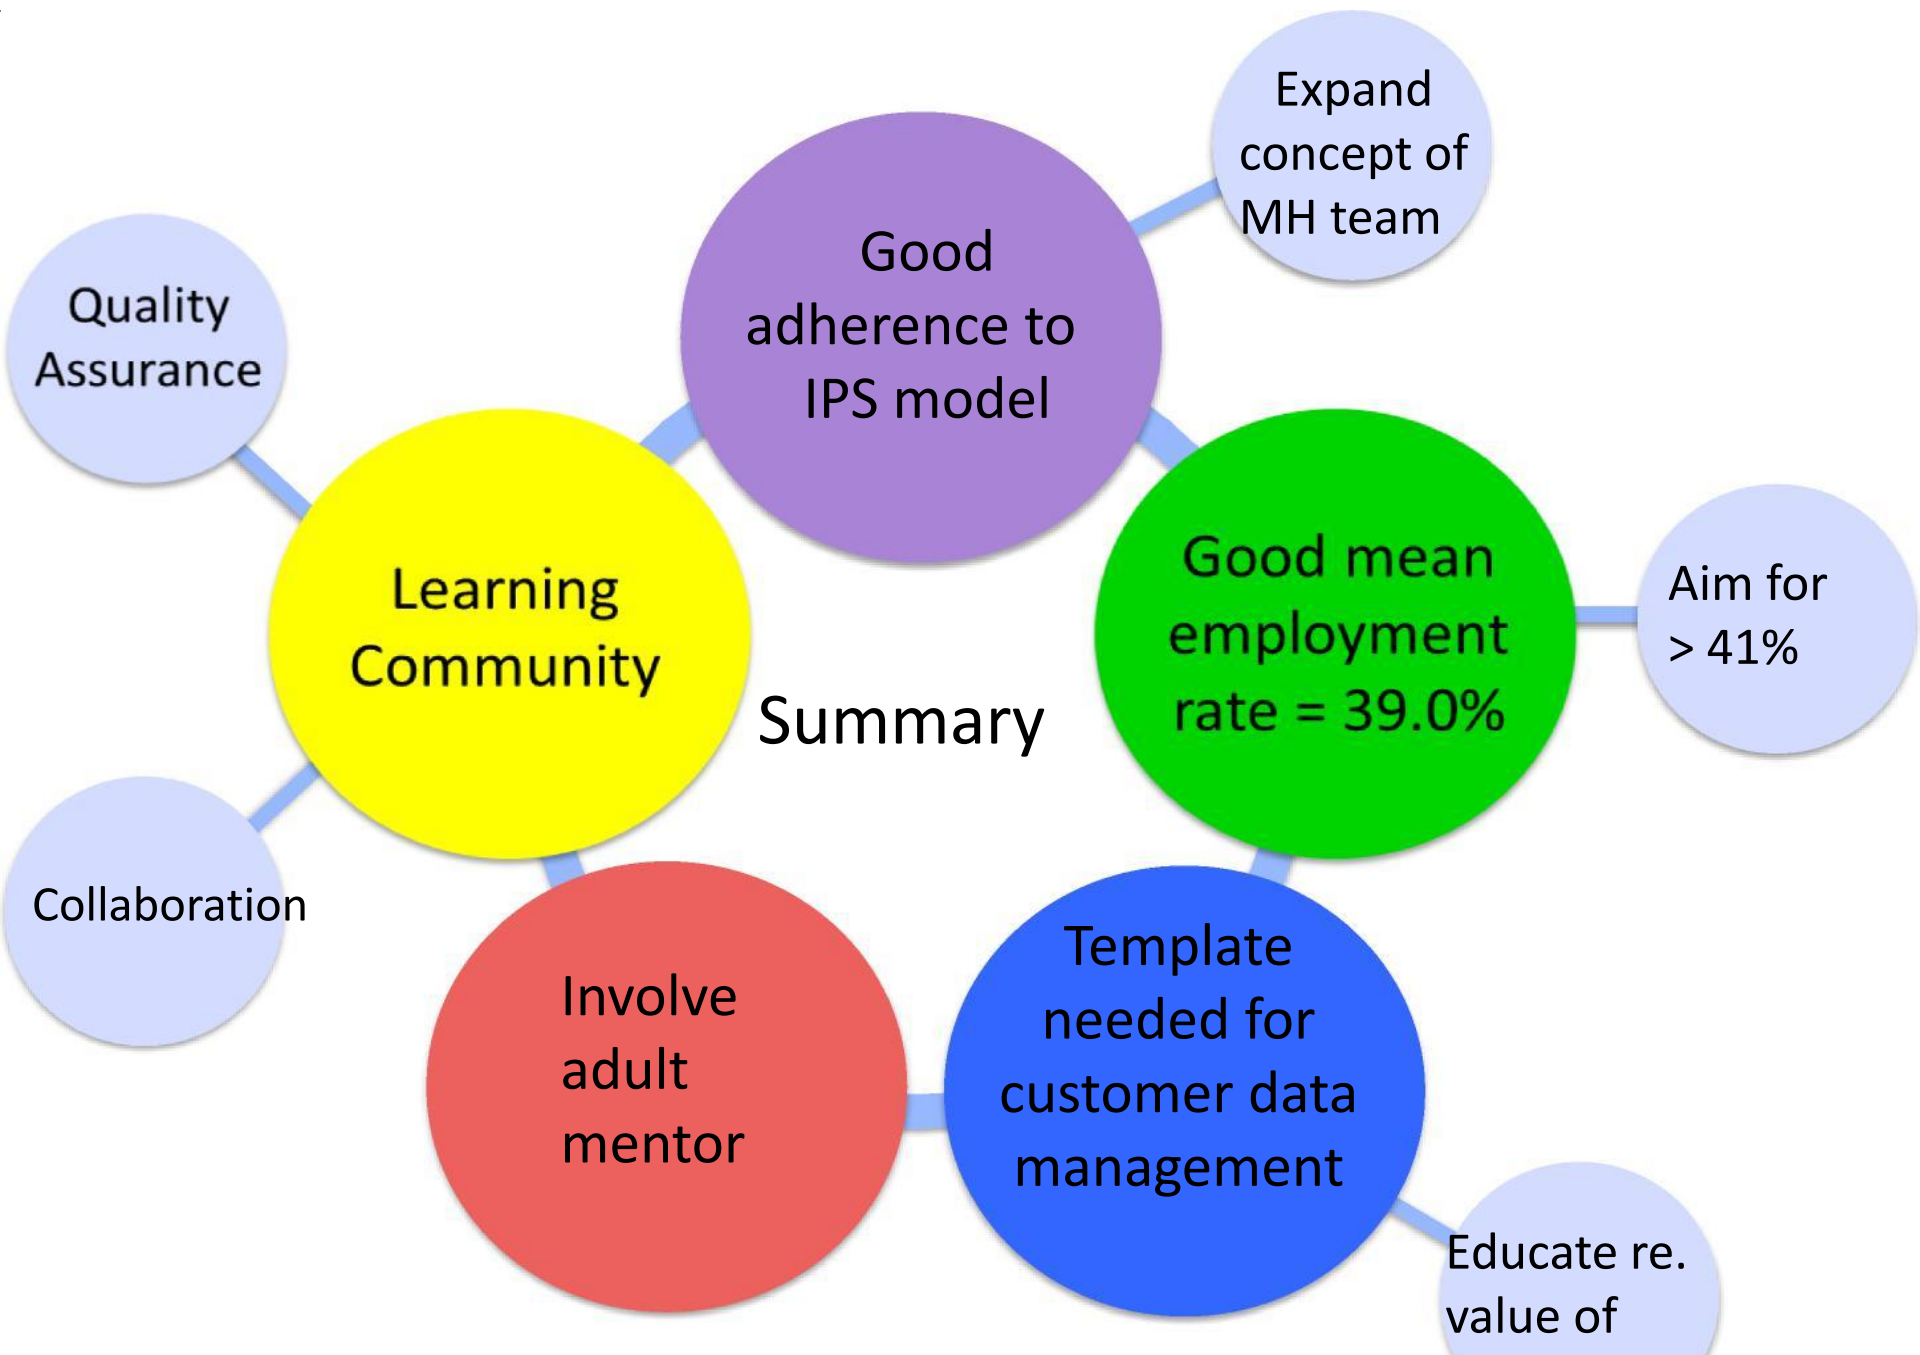 Expand
concept of
MH team
Good
adherence to
IPS model
Quality
Assurance
Learning
Community
Good mean
employment
rate = 39.0%
Aim for
> 41%
Summary
Collaboration
Involve
adult
mentor
Template
needed for
customer data
management
Educate re.
value of